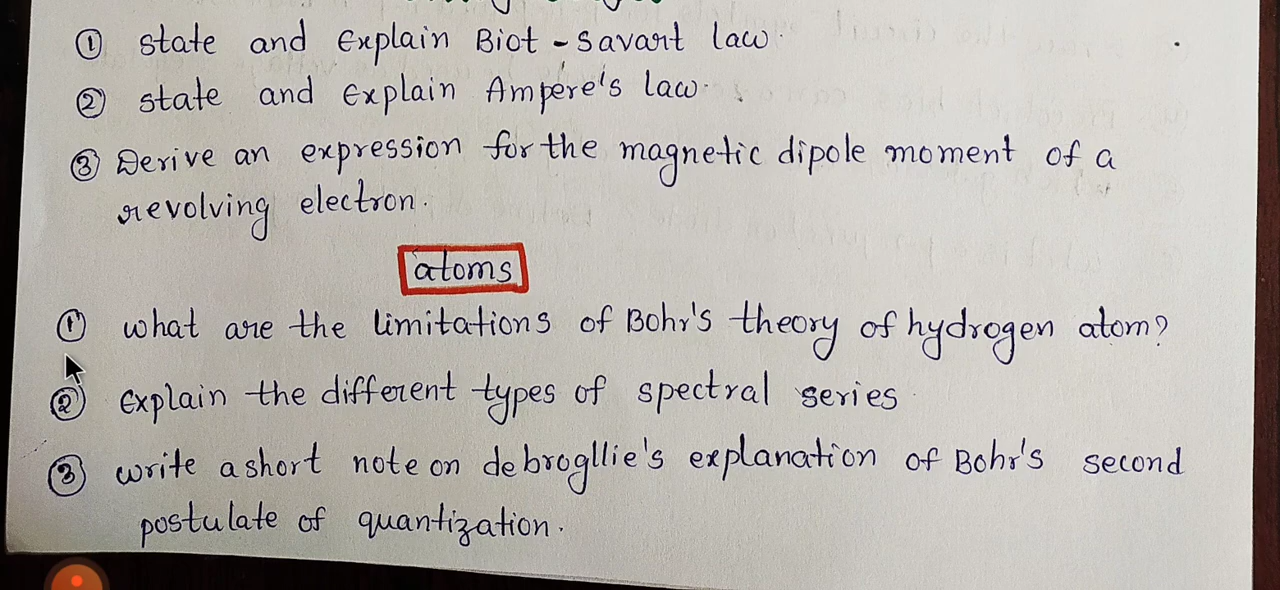 ① state and Explain Biot - Savart law.
② state and Explain Ampere's law.
③ Derive an expression for the magnetic dipole moment of a
revolving electron.
atoms
① what are the limitations of Bohr's theory of hydrogen atom?
② Explain the different types of spectral series
③ write a short note on de brogllie's explanation of Bohr's second
postulate of quantization.